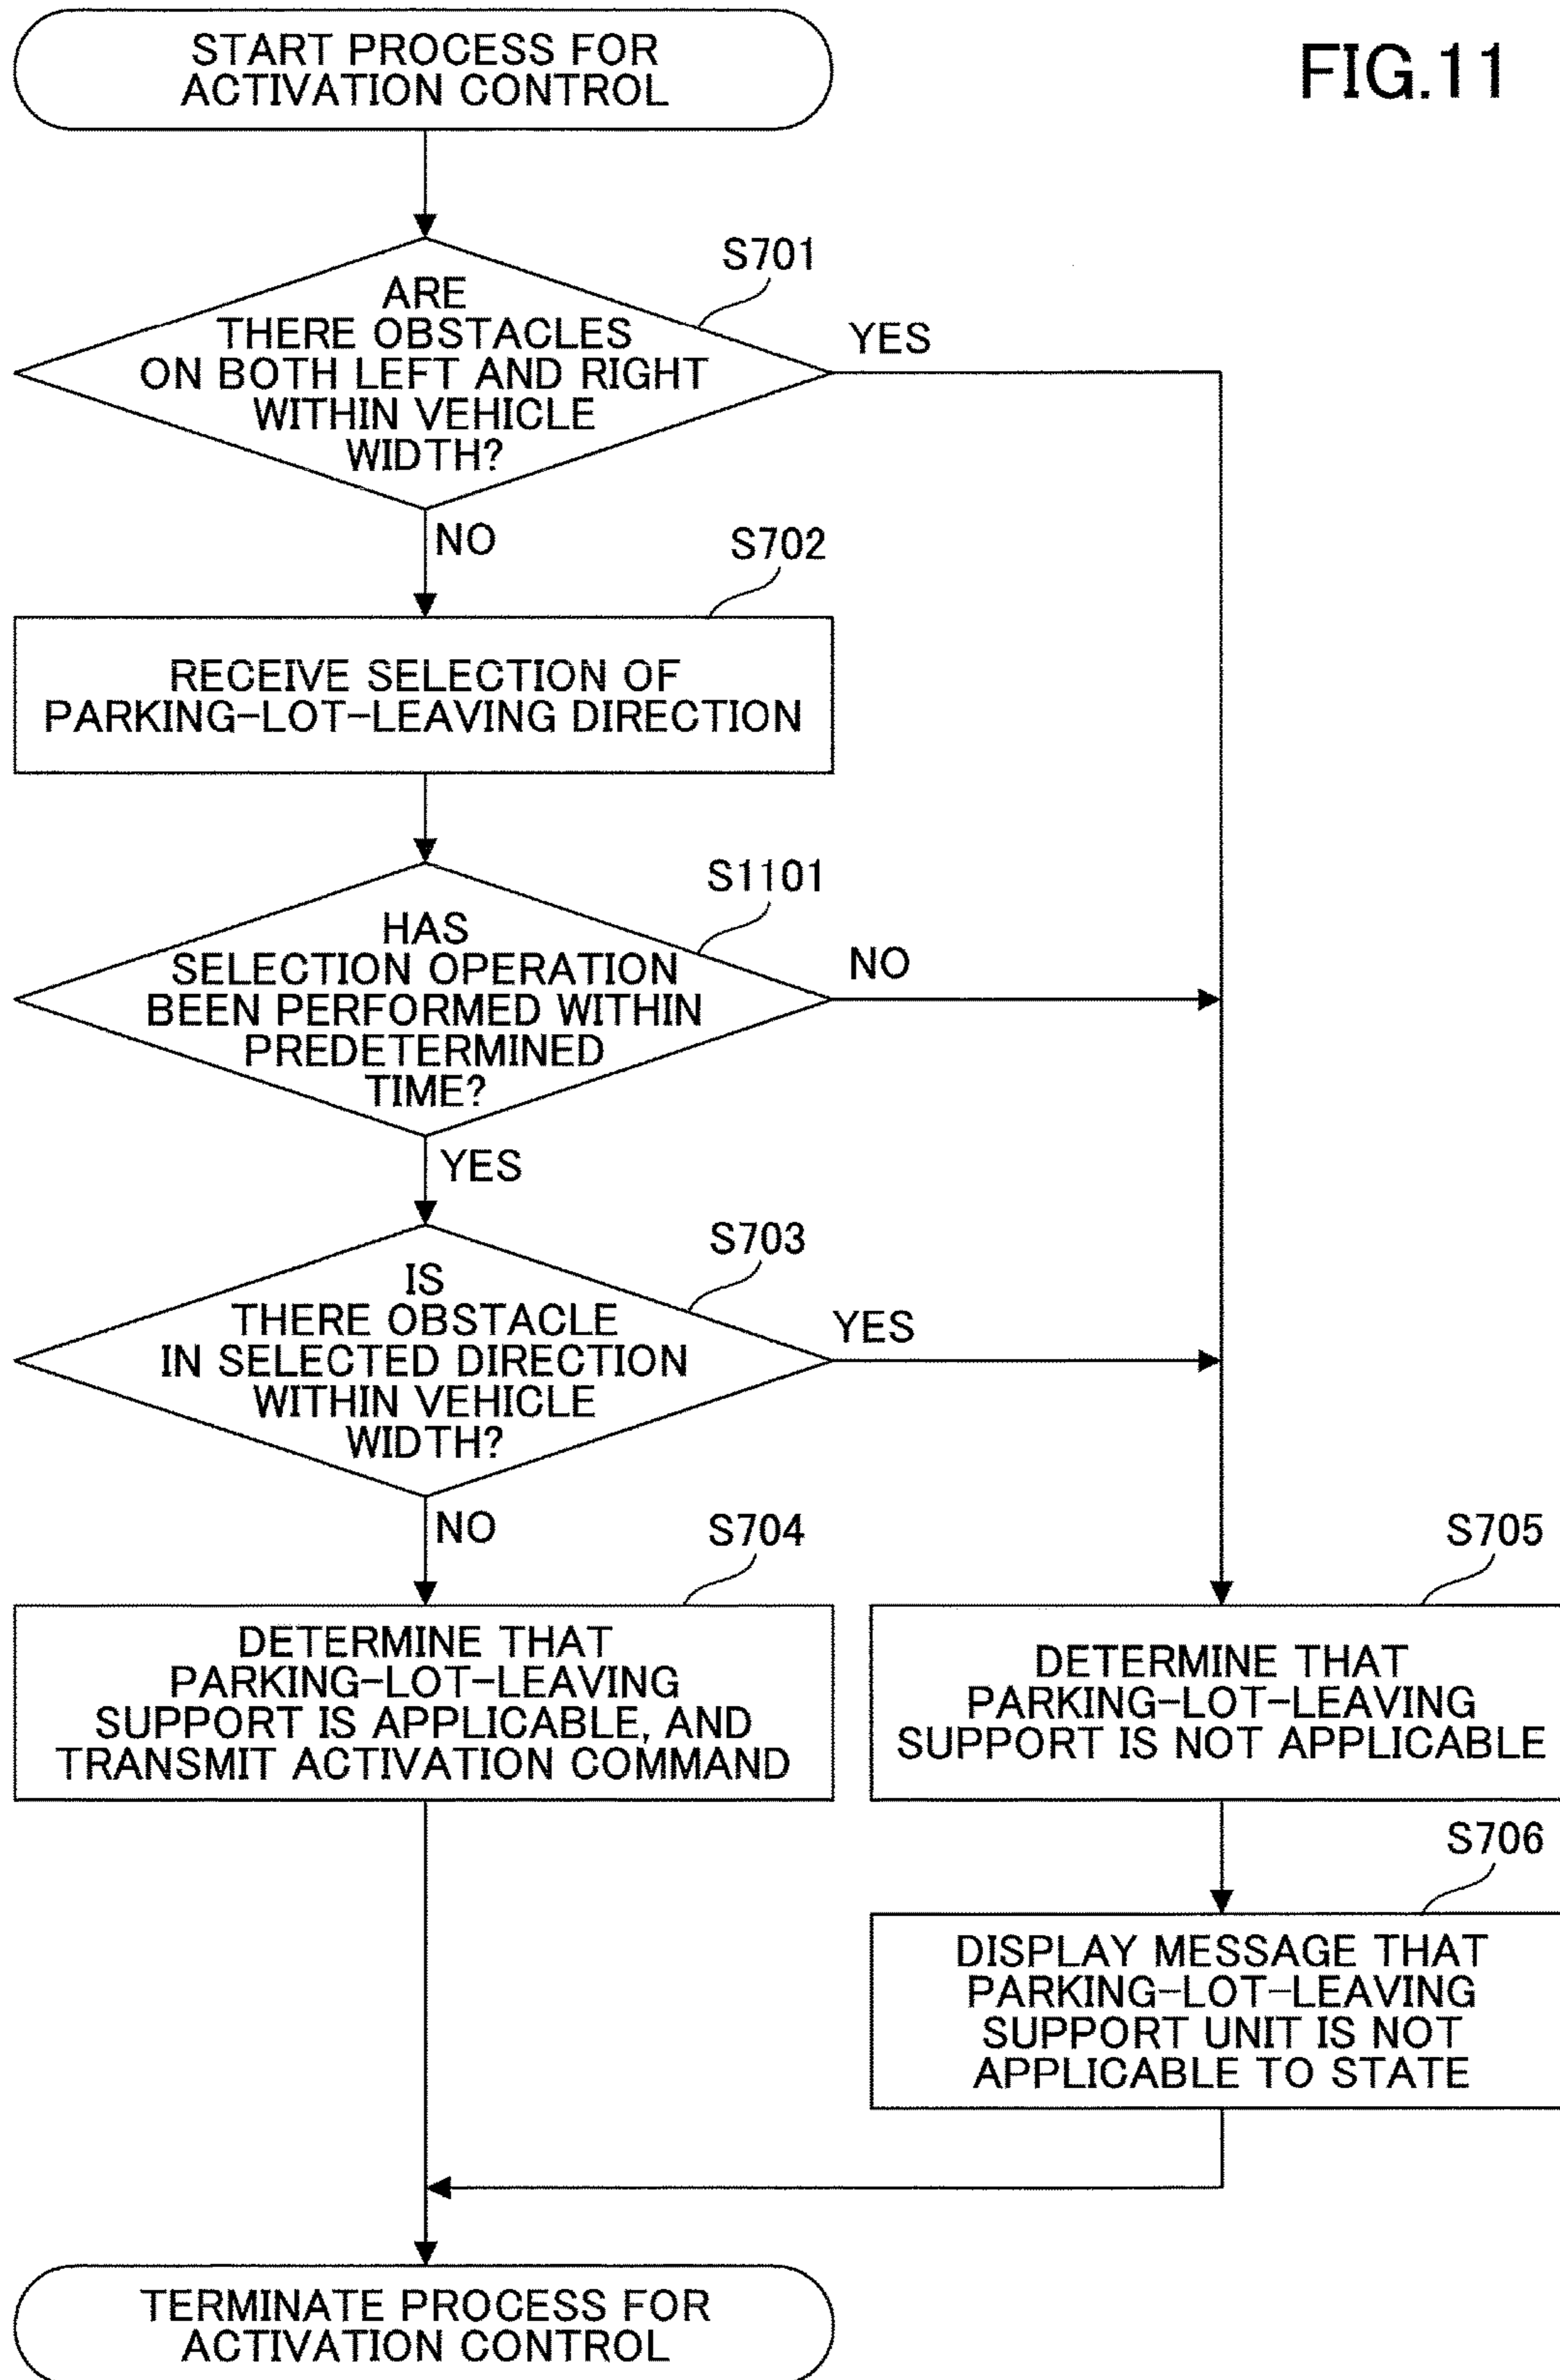 FIG.11
START PROCESS FOR
ACTIVATION CONTROL
S701
ARE
THERE OBSTACLES
ON BOTH LEFT AND RIGHT
WITHIN VEHICLE
WIDTH?
YES
NO
S702
RECEIVE SELECTION OF
PARKING-LOT-LEAVING DIRECTION
S1101
HAS
SELECTION OPERATION
BEEN PERFORMED WITHIN
PREDETERMINED
TIME?
NO
YES
S703
IS
THERE OBSTACLE
IN SELECTED DIRECTION
WITHIN VEHICLE
WIDTH?
YES
NO
S704
DETERMINE THAT
PARKING-LOT-LEAVING
SUPPORT IS APPLICABLE, AND
TRANSMIT ACTIVATION COMMAND
S705
DETERMINE THAT
PARKING-LOT-LEAVING
SUPPORT IS NOT APPLICABLE
S706
DISPLAY MESSAGE THAT
PARKING-LOT-LEAVING
SUPPORT UNIT IS NOT
APPLICABLE TO STATE
TERMINATE PROCESS FOR
ACTIVATION CONTROL